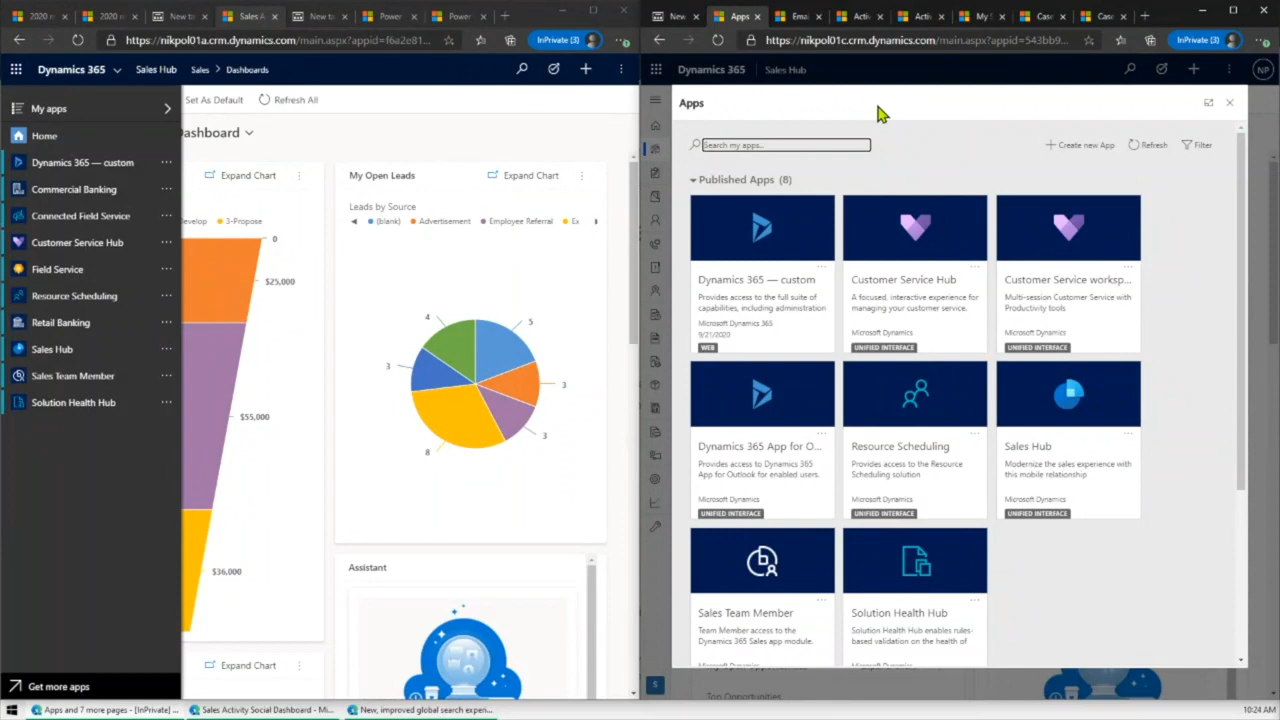 2020 r
New to
Sales A
New to
Power
Power
https://nikpol01a.crm.dynamics.com/main.aspx?appid=f6a2e81...
InPrivate (3)
Dynamics 365
Sales Hub
Sales > Dashboards
My apps
Home
Dynamics 365 — custom ...
Commercial Banking
Connected Field Service ...
Customer Service Hub ...
Field Service ...
Resource Scheduling ...
Retail Banking
Sales Hub ...
Sales Team Member ...
Solution Health Hub ...
Get more apps
Set As Default
Refresh All
ashboard
Expand Chart
evelop
3-Propose
0
$25,000
$55,000
$36,000
Expand Chart
My Open Leads
Expand Chart
Leads by Source
(blank)
Advertisement
Employee Referral
Ex
4
5
3
3
3
8
Assistant
New
Apps
Emai
Activ
Activ
My S
Case
Case
https://nikpol01c.crm.dynamics.com/main.aspx?appid=543bb9...
InPrivate (3)
Dynamics 365
Sales Hub
NP
Apps
Search my apps...
Create new App
Refresh
Filter
Published Apps (8)
Dynamics 365 — custom
Provides access to the full suite of
capabilities, including administration
Microsoft Dynamics 365
9/21/2020
WEB
Customer Service Hub
A focused, interactive experience for
managing your customer service.
Microsoft Dynamics
UNIFIED INTERFACE
Customer Service worksp...
Multi-session Customer Service with
Productivity tools
Microsoft Dynamics
UNIFIED INTERFACE
Dynamics 365 App for O...
Provides access to Dynamics 365
App for Outlook for enabled users.
Microsoft Dynamics
UNIFIED INTERFACE
Resource Scheduling
Provides access to the Resource
Scheduling solution
Microsoft Dynamics
UNIFIED INTERFACE
Sales Hub
Modernize the sales experience with
this mobile relationship
Microsoft Dynamics
UNIFIED INTERFACE
Sales Team Member
Team Member access to the
Dynamics 365 Sales app module.
Solution Health Hub
Solution Health Hub enables rules-
based validation on the health of
S
Top Opportunities
Apps and 7 more pages - [InPrivate] ...
Sales Activity Social Dashboard - Mi...
New, improved global search experi...
10:24 AM